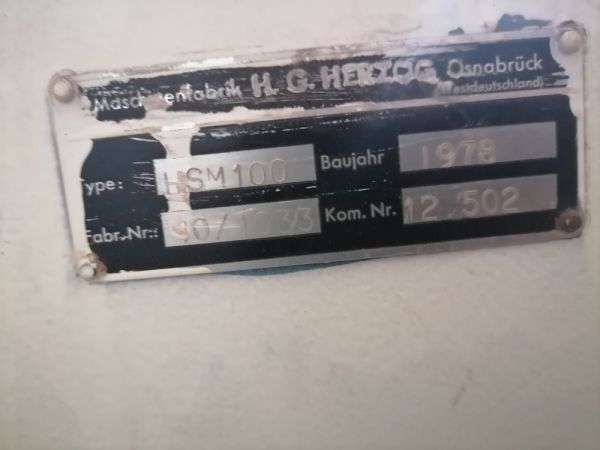 Maschinenfabrik H. G. HERZOG Osnabrück
(Westdeutschland)
Type: HSM100 Baujahr 1978
Fabr.-Nr.: Kom. Nr. 12.502